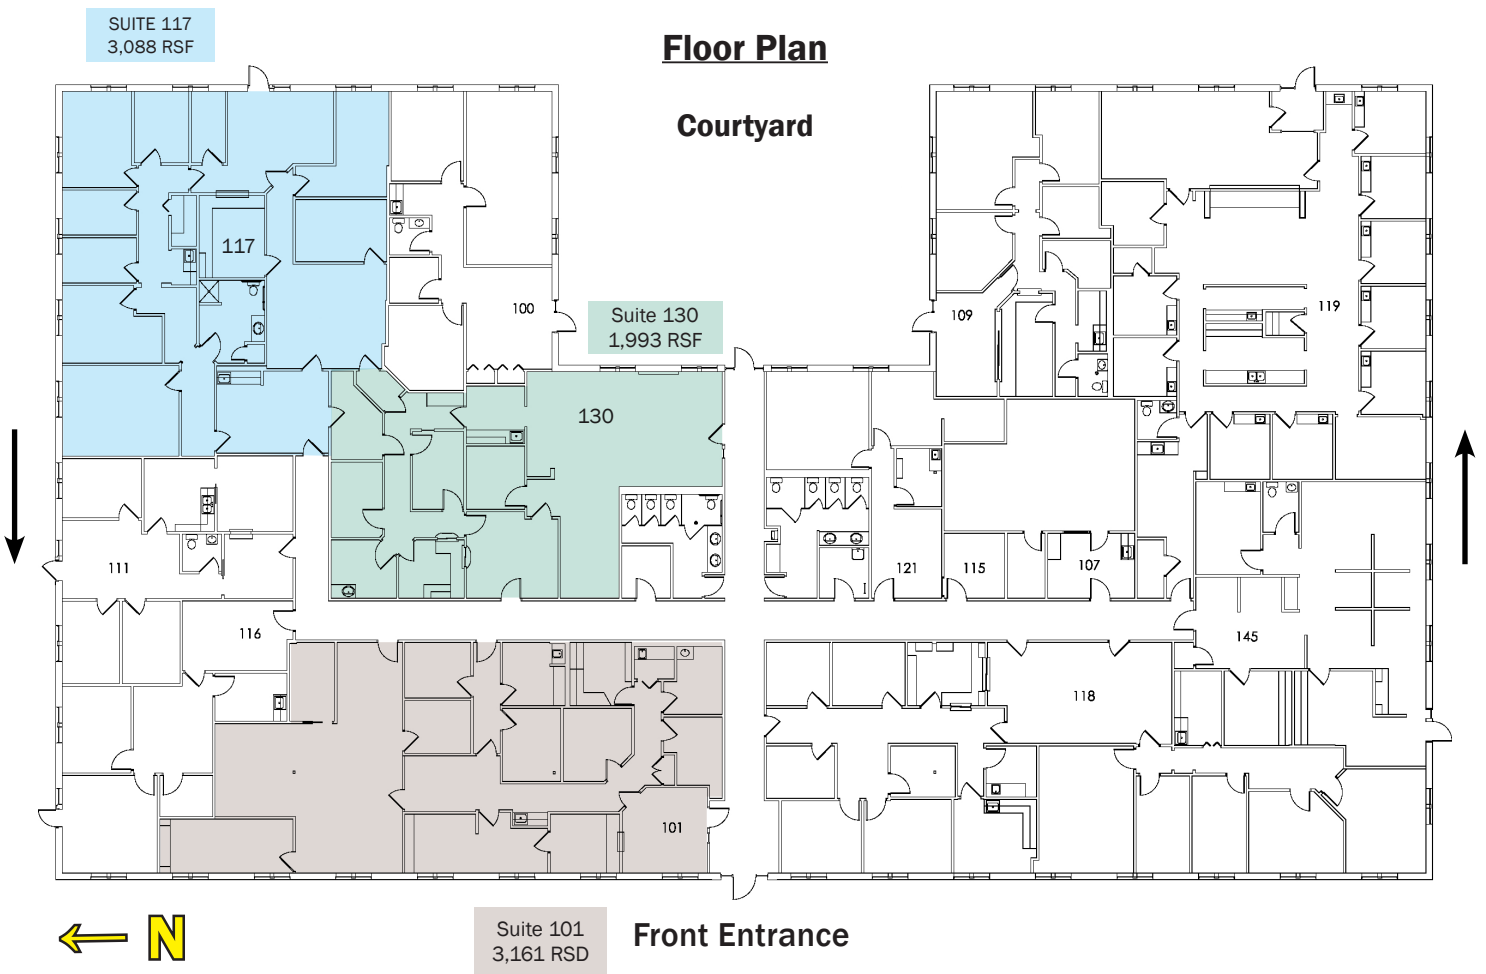 SUITE 117
3,088 RSF
Floor Plan
Courtyard
117
100
Suite 130
1,993 RSF
109
119
130
111
121
115
107
116
145
118
101
N
Suite 101
3,161 RSD
Front Entrance